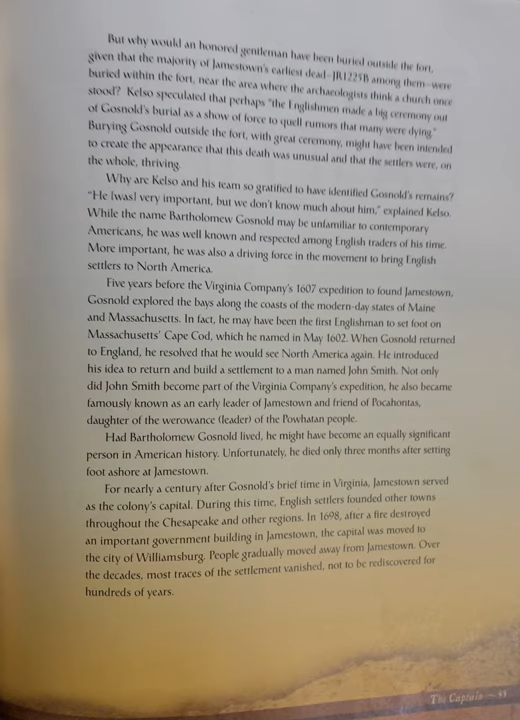 But why would an honored gentleman have been buried outside the fort,
given that the majority of Jamestown's earliest dead—JR1225B among them—were
buried within the fort, near the area where the archaeologists think a church once
stood? Kelso speculated that perhaps "the Englishmen made a big ceremony out
of Gosnold's burial as a show of force to quell rumors that many were dying."
Burying Gosnold outside the fort, with great ceremony, might have been intended
to create the appearance that this death was unusual and that the settlers were, on
the whole, thriving.
Why are Kelso and his team so gratified to have identified Gosnold's remains?
"He [was] very important, but we don't know much about him," explained Kelso.
While the name Bartholomew Gosnold may be unfamiliar to contemporary
Americans, he was well known and respected among English traders of his time.
More important, he was also a driving force in the movement to bring English
settlers to North America.
Five years before the Virginia Company's 1607 expedition to found Jamestown,
Gosnold explored the bays along the coasts of the modern-day states of Maine
and Massachusetts. In fact, he may have been the first Englishman to set foot on
Massachusetts' Cape Cod, which he named in May 1602. When Gosnold returned
to England, he resolved that he would see North America again. He introduced
his idea to return and build a settlement to a man named John Smith. Not only
did John Smith become part of the Virginia Company's expedition, he also became
famously known as an early leader of Jamestown and friend of Pocahontas,
daughter of the werowance (leader) of the Powhatan people.
Had Bartholomew Gosnold lived, he might have become an equally significant
person in American history. Unfortunately, he died only three months after setting
foot ashore at Jamestown.
For nearly a century after Gosnold's brief time in Virginia, Jamestown served
as the colony's capital. During this time, English settlers founded other towns
throughout the Chesapeake and other regions. In 1698, after a fire destroyed
an important government building in Jamestown, the capital was moved to
the city of Williamsburg. People gradually moved away from Jamestown. Over
the decades, most traces of the settlement vanished, not to be rediscovered for
hundreds of years.
The Captain —